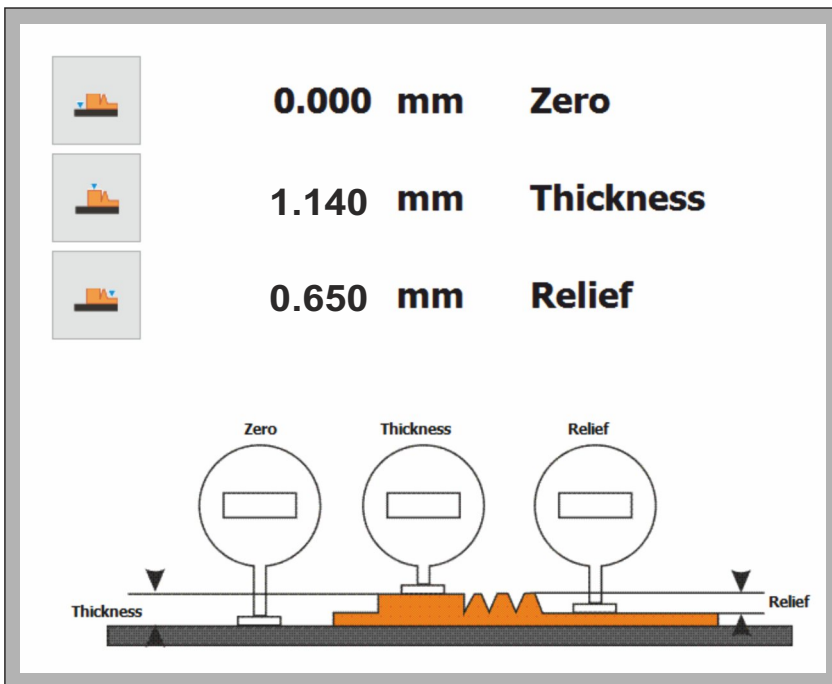 0.000 mm Zero
1.140 mm Thickness
0.650 mm Relief
Zero Thickness Relief
Thickness Relief